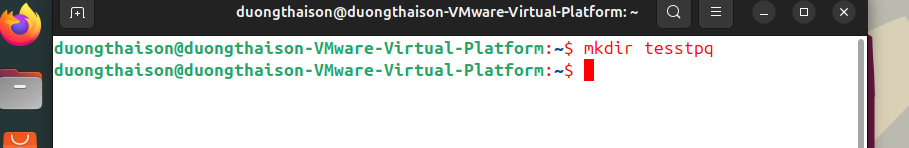 duongthaison@duongthaison-VMware-Virtual-Platform: ~
duongthaison@duongthaison-VMware-Virtual-Platform:~$ mkdir tesstpq
duongthaison@duongthaison-VMware-Virtual-Platform:~$